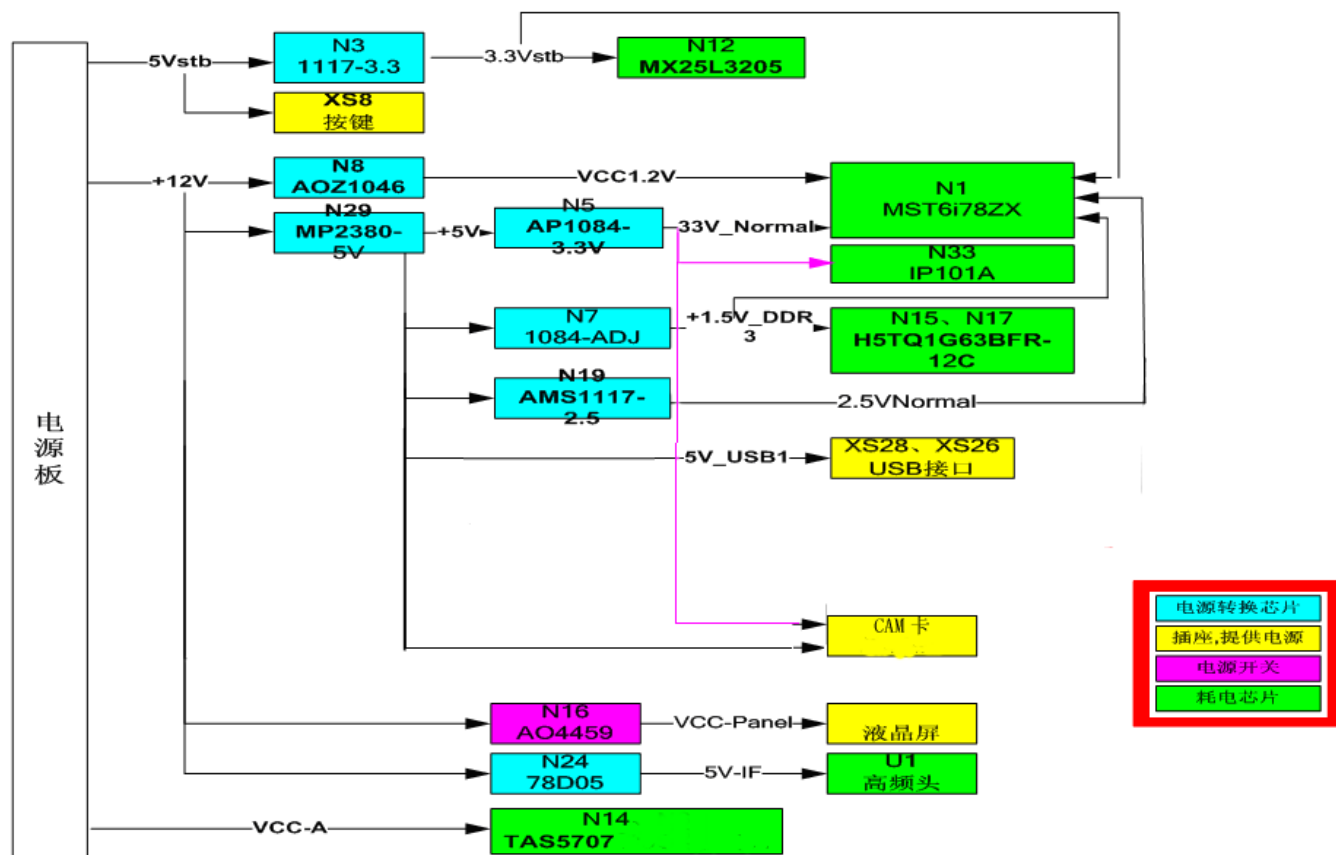 N3
1117-3.3
5Vstb
3.3Vstb
N12
MX25L3205
XS8
按键
+12V
N8
AOZ1046
VCC1.2V
N1
MST6i78ZX
N29
MP2380-
5V
+5V
N5
AP1084-
3.3V
33V_Normal
N33
IP101A
N7
1084-ADJ
+1.5V_DDR
3
N15、N17
H5TQ1G63BFR-
12C
N19
AMS1117-
2.5
2.5VNormal
电
源
板
5V_USB1
XS28、XS26
USB接口
CAM 卡
电源转换芯片
插座,提供电源
电源开关
耗电芯片
N16
AO4459
VCC-Panel
液晶屏
N24
78D05
5V-IF
U1
高频头
VCC-A
N14
TAS5707